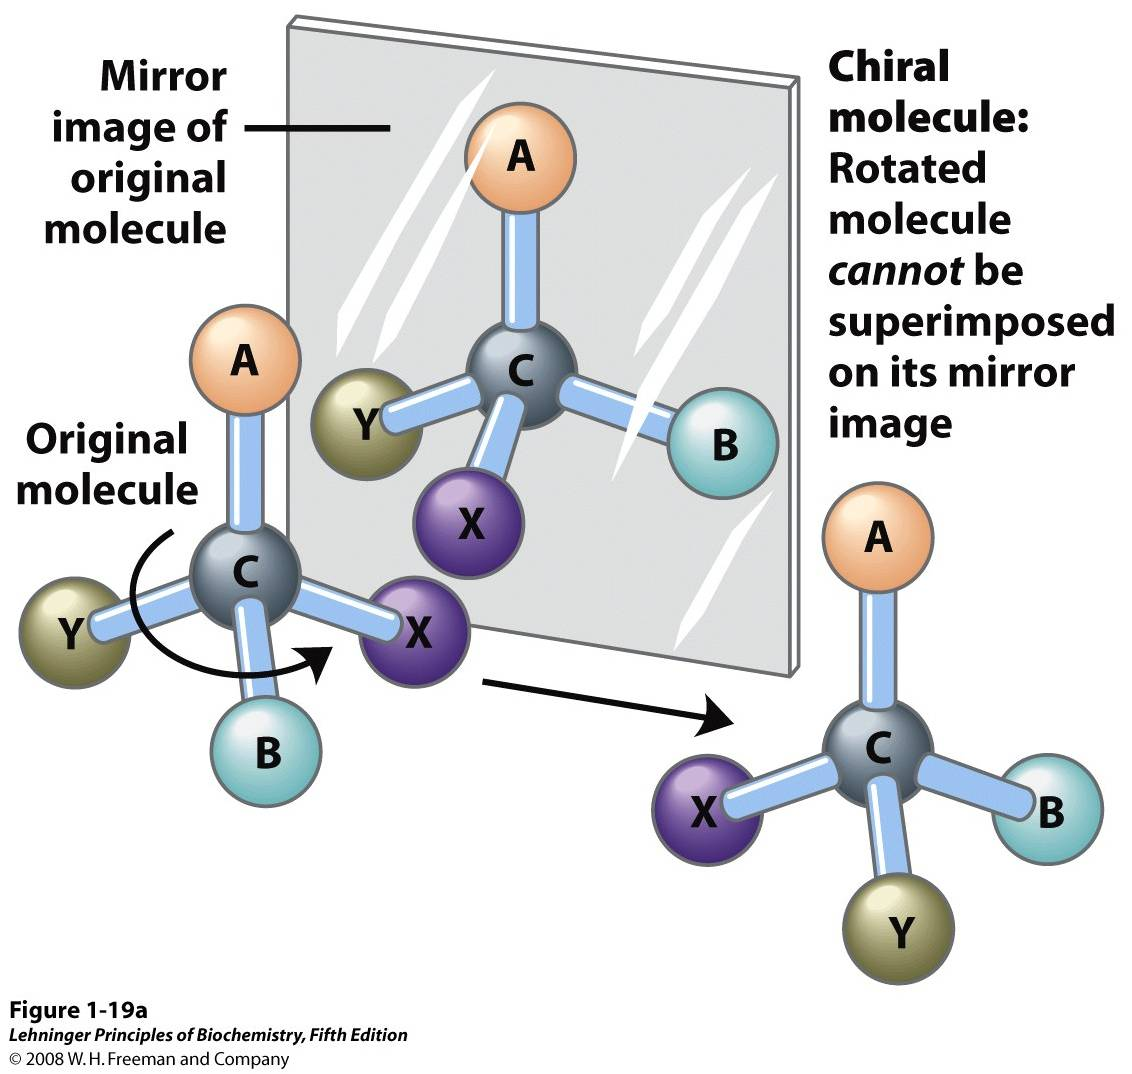 Mirror
image of
original
molecule
Chiral
molecule:
Rotated
molecule
cannot be
superimposed
on its mirror
image
A
C
Y
B
X
Original
molecule
A
C
Y
X
B
A
C
X
B
Y
Figure 1-19a
Lehninger Principles of Biochemistry, Fifth Edition
© 2008 W. H. Freeman and Company